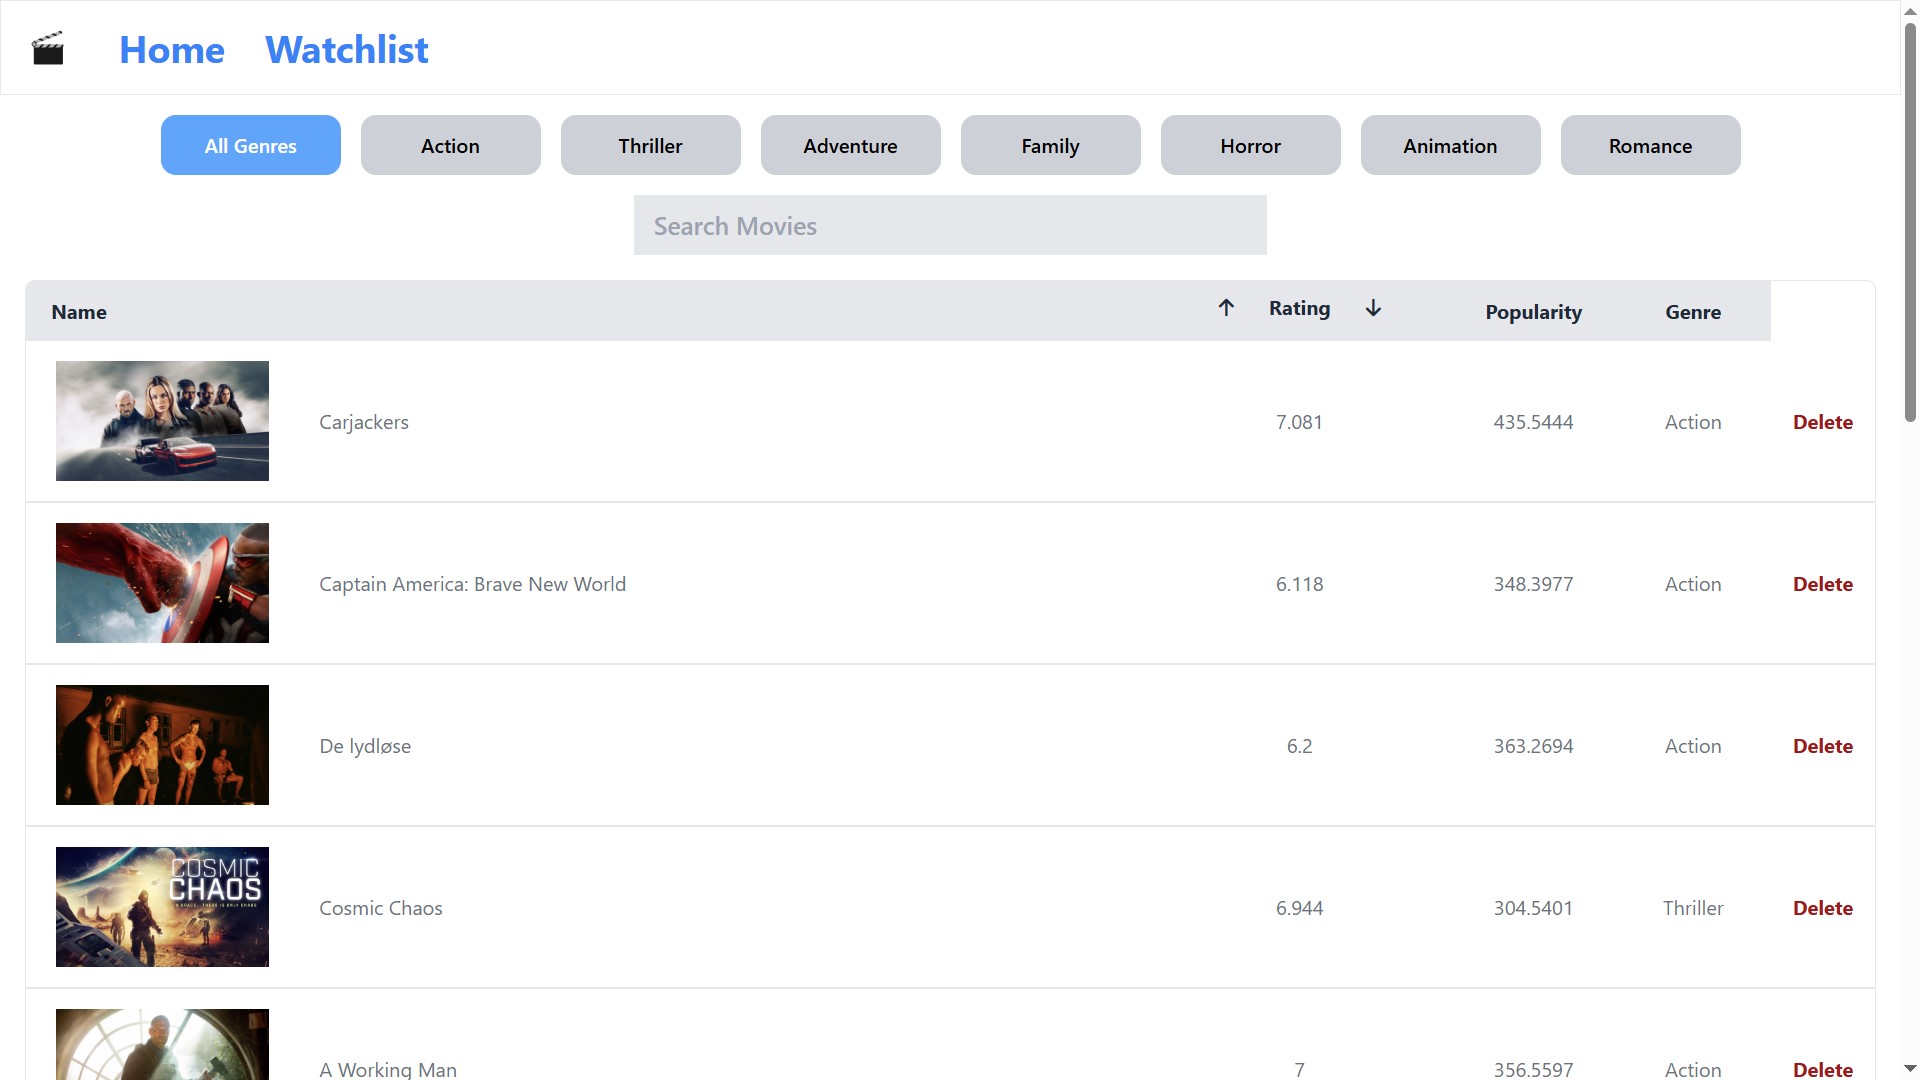 Home Watchlist
All Genres Action Thriller Adventure Family Horror Animation Romance
Search Movies
Name ↑ Rating ↓ Popularity Genre
Carjackers 7.081 435.5444 Action Delete
Captain America: Brave New World 6.118 348.3977 Action Delete
De lydløse 6.2 363.2694 Action Delete
COSMIC
CHAOS
Cosmic Chaos 6.944 304.5401 Thriller Delete
A Working Man 7 356.5597 Action Delete